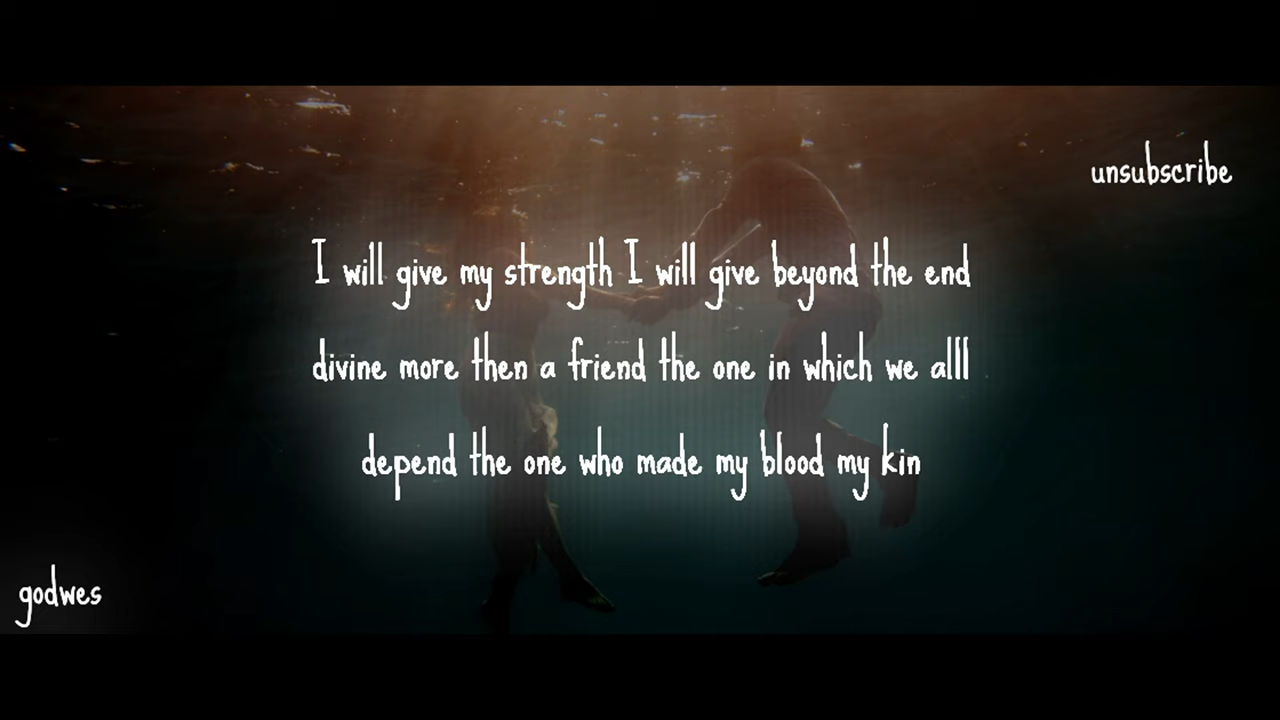 unsubscribe
I will give my strength I will give beyond the end
divine more then a friend the one in which we alll
depend the one who made my blood my kin
godwes